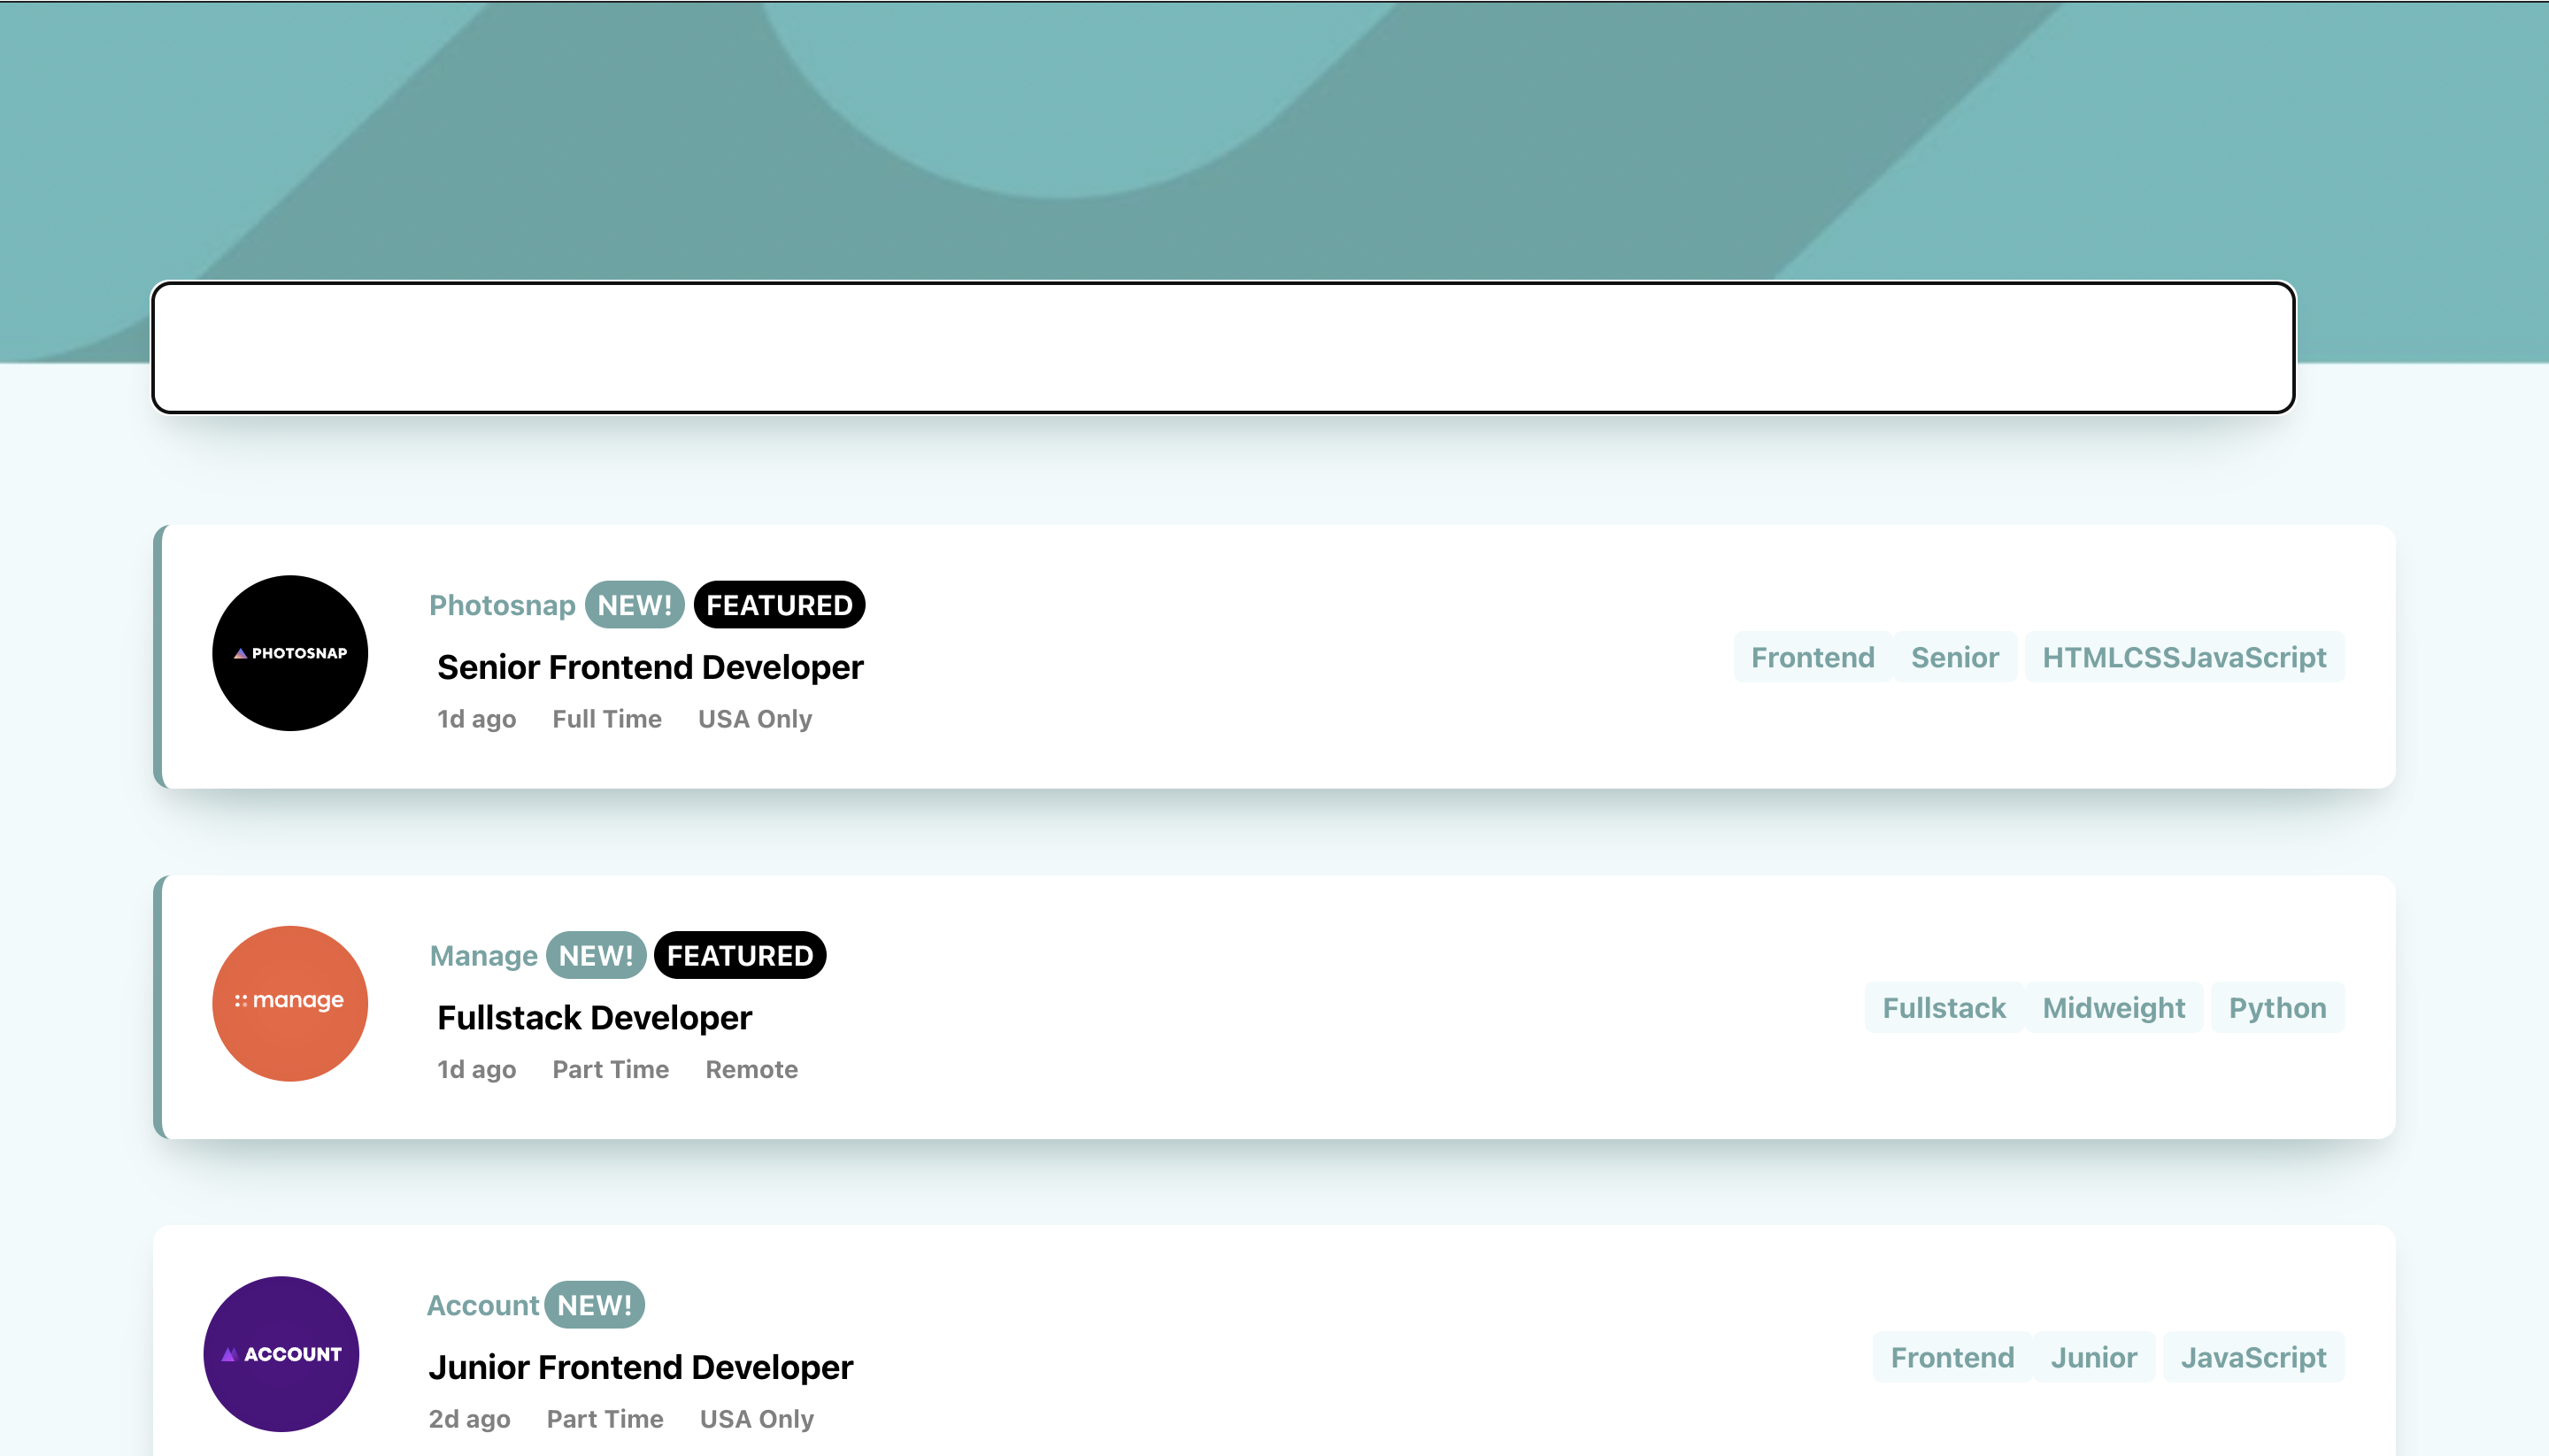 Photosnap NEW! FEATURED
PHOTOSNAP
Senior Frontend Developer
Frontend Senior HTMLCSSJavaScript
1d ago Full Time USA Only
Manage NEW! FEATURED
manage
Fullstack Developer
Fullstack Midweight Python
1d ago Part Time Remote
Account NEW!
ACCOUNT
Junior Frontend Developer
Frontend Junior JavaScript
2d ago Part Time USA Only